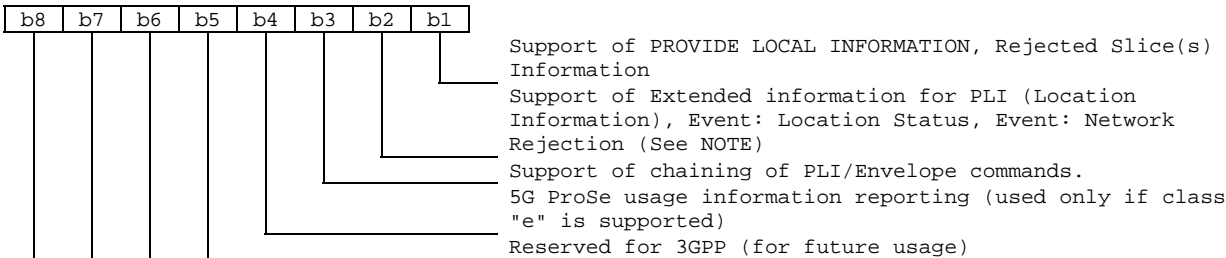 b8 b7 b6 b5 b4 b3 b2 b1
Support of PROVIDE LOCAL INFORMATION, Rejected Slice(s)
Information
Support of Extended information for PLI (Location
Information), Event: Location Status, Event: Network
Rejection (See NOTE)
Support of chaining of PLI/Envelope commands.
5G ProSe usage information reporting (used only if class
"e" is supported)
Reserved for 3GPP (for future usage)